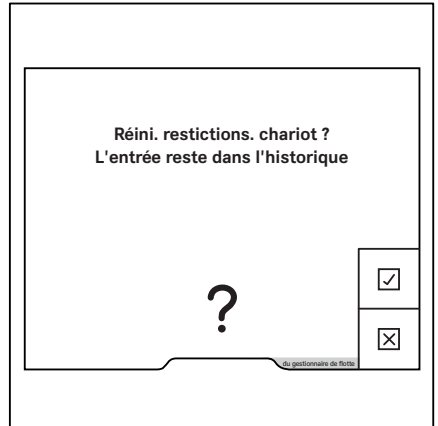 Réini. restictions. chariot ?
L'entrée reste dans l'historique
?
du gestionnaire de flotte